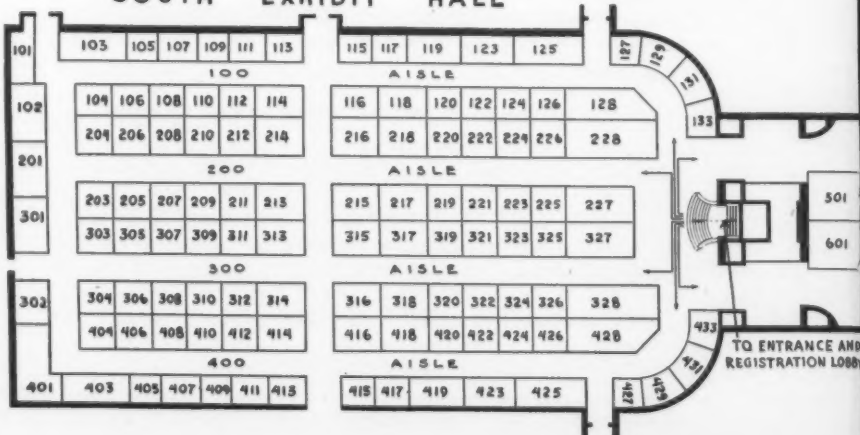 SOUTH EXHIBIT HALL
101 103 105 107 109 111 113 115 117 119 123 125 127 129 131 133
100 AISLE
102 104 106 108 110 112 114 116 118 120 122 124 126 128
204 206 208 210 212 214 216 218 220 222 224 226 228
201
200 AISLE
203 205 207 209 211 213 215 217 219 221 223 225 227 501
301 303 305 307 309 311 313 315 317 319 321 323 325 327 601
300 AISLE
302 304 306 308 310 312 314 316 318 320 322 324 326 328
404 406 408 410 412 414 416 418 420 422 424 426 428 433
TO ENTRANCE AND
REGISTRATION LOBBY
400 AISLE
401 403 405 407 409 411 413 415 417 419 423 425 427 429 431